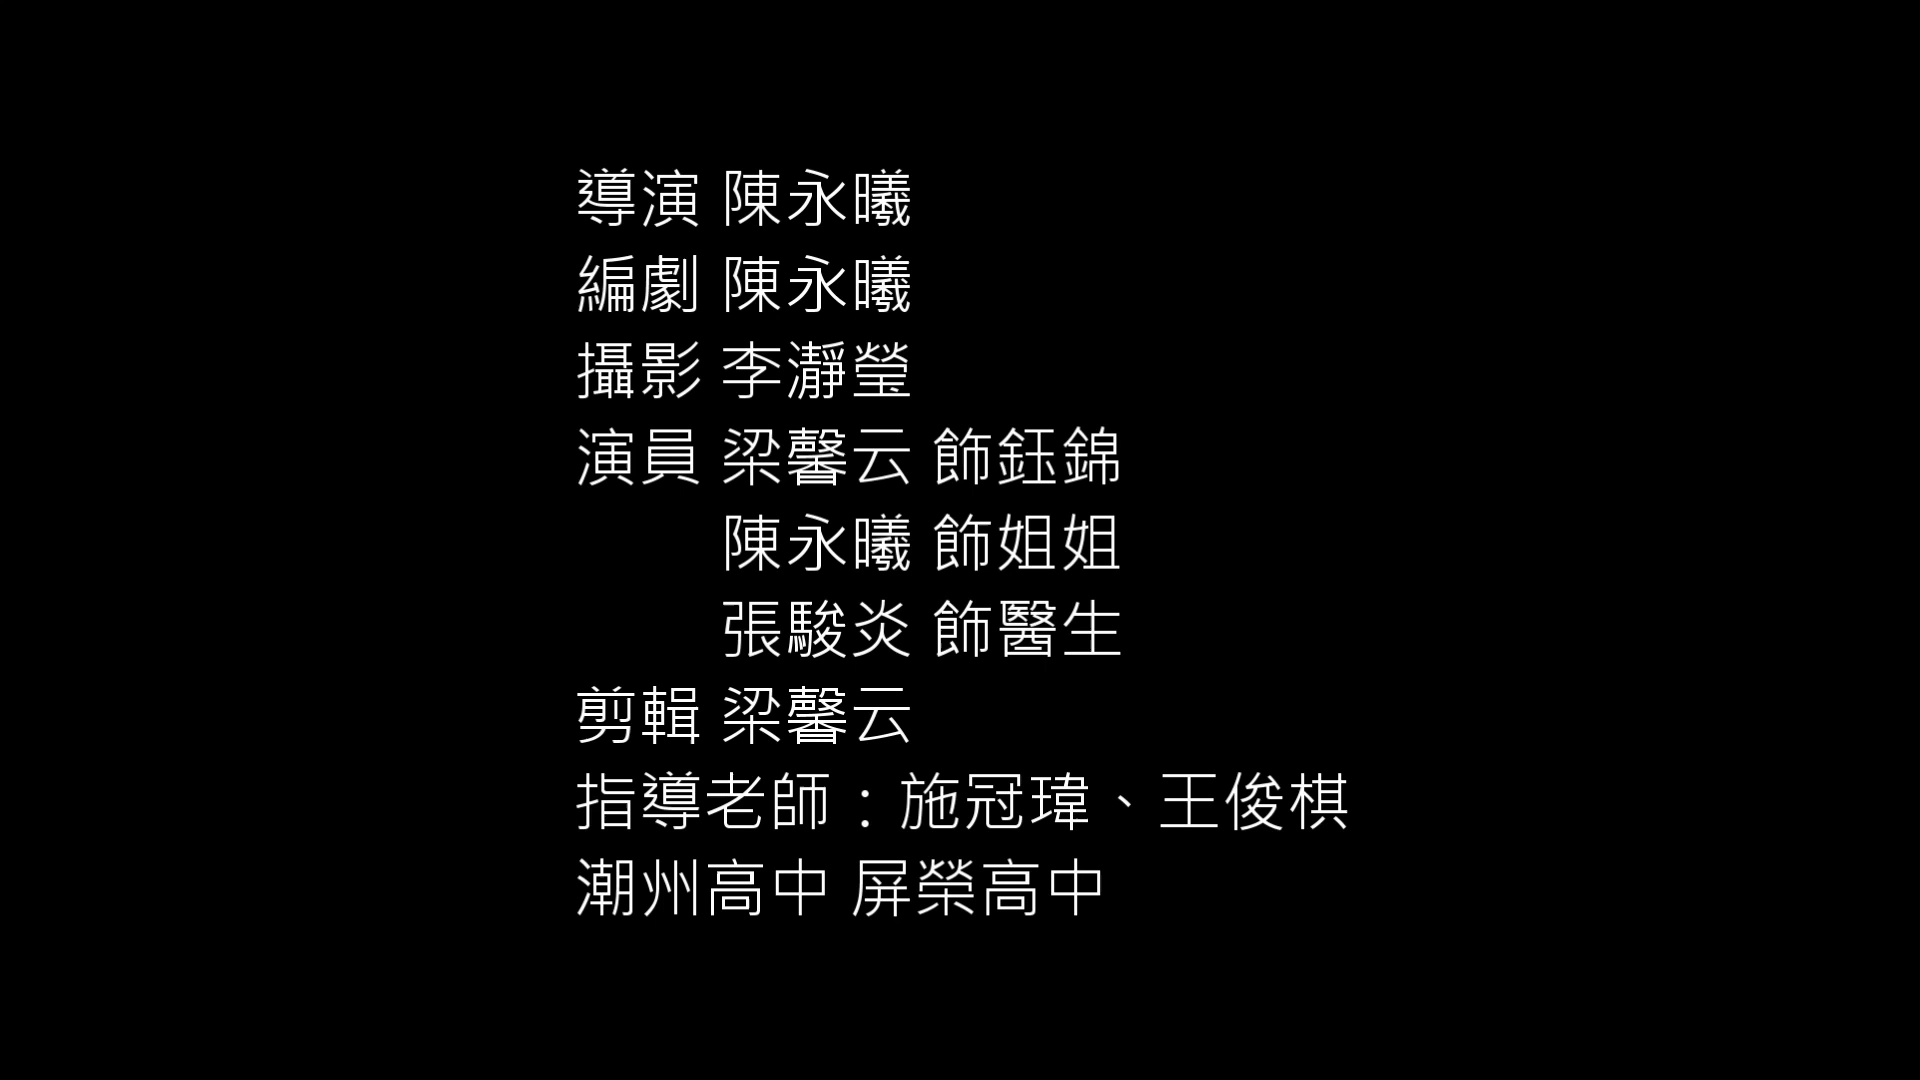 導演 陳永曦
編劇 陳永曦
攝影 李瀞瑩
演員 梁馨云 飾鈺錦
陳永曦 飾姐姐
張駿炎 飾醫生
剪輯 梁馨云
指導老師：施冠瑋、王俊棋
潮州高中 屏榮高中